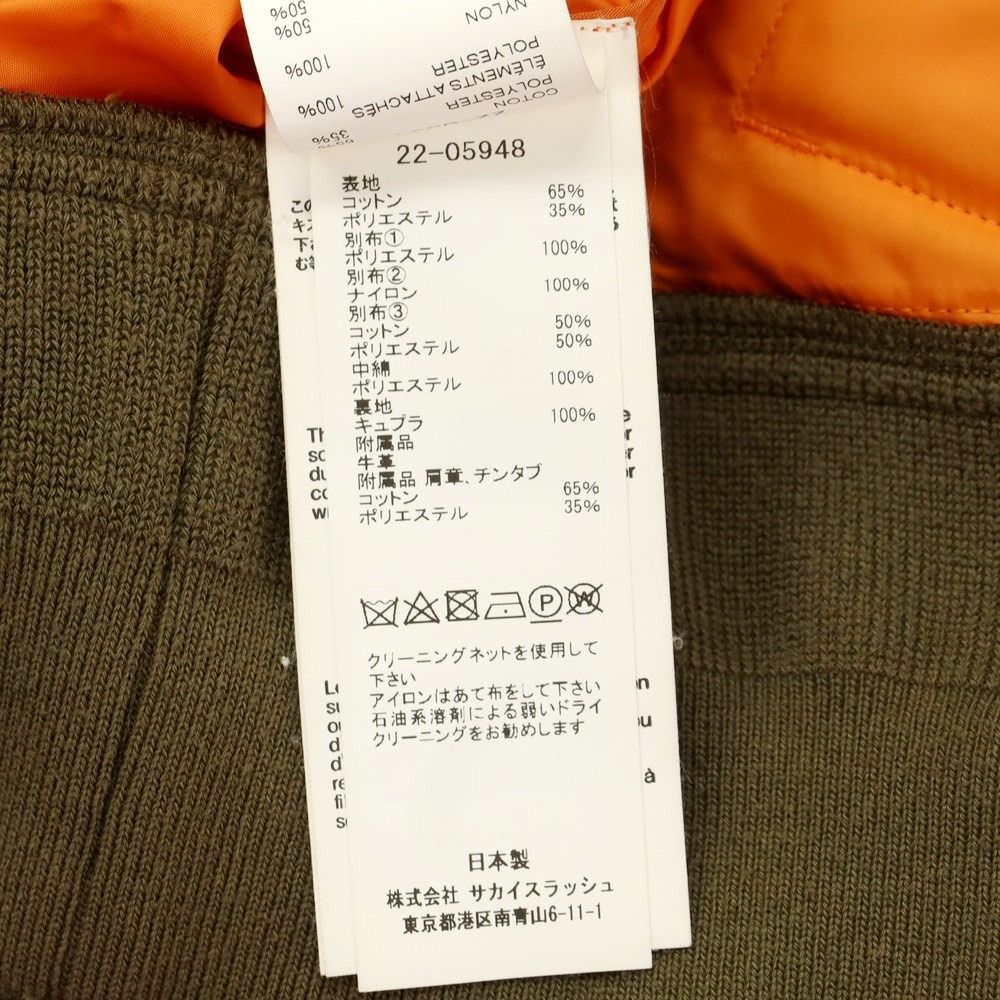 50%
50%
NYLON
100%
POLYESTER
ÉLÉMENTS ATTACHÉS
100%
POLYESTER
COTON
35%
22-05948
表地
コットン 65%
ポリエステル 35%
別布①
ポリエステル 100%
別布②
ナイロン 100%
別布③
コットン 50%
ポリエステル 50%
中綿
ポリエステル 100%
裏地
キュプラ 100%
附属品
牛革
附属品 肩章、チンタブ
コットン 65%
ポリエステル 35%
P
W
クリーニングネットを使用して
下さい
アイロンはあて布をして下さい
石油系溶剤による弱いドライ
クリーニングをお勧めします
日本製
株式会社 サカイスラッシュ
東京都港区南青山6-11-1